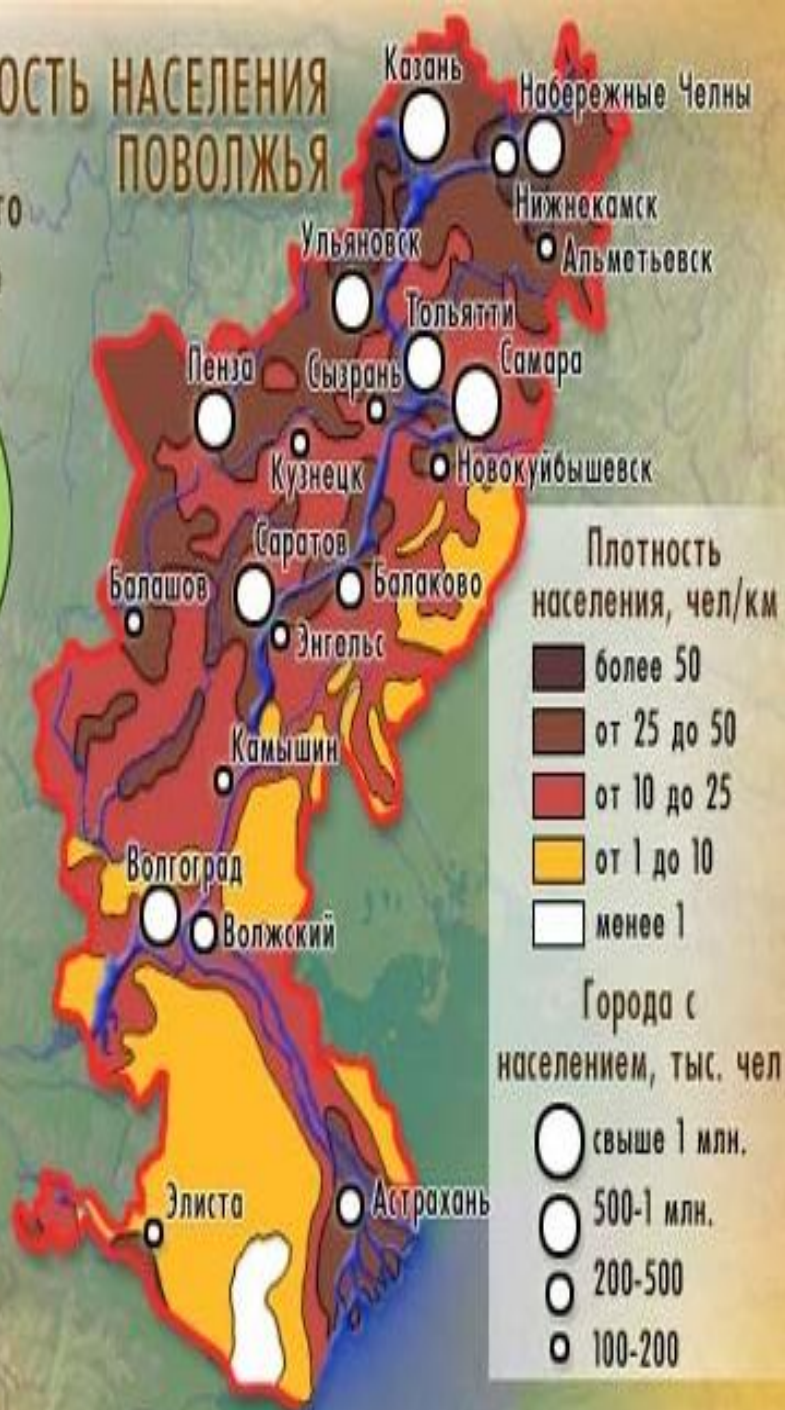 ОСТЬ НАСЕЛЕНИЯ
ПОВОЛЖЬЯ
го
Казань
Набережные Челны
Нижнекамск
Альметьевск
Ульяновск
Тольятти
Самара
Пенза
Сызрань
Кузнецк
Новокуйбышевск
Саратов
Балаково
Балашов
Энгельс
Камышин
Волгоград
Волжский
Элиста
Астрахань
Плотность
населения, чел/км
более 50
от 25 до 50
от 10 до 25
от 1 до 10
менее 1
Города с
населением, тыс. чел
свыше 1 млн.
500-1 млн.
200-500
100-200